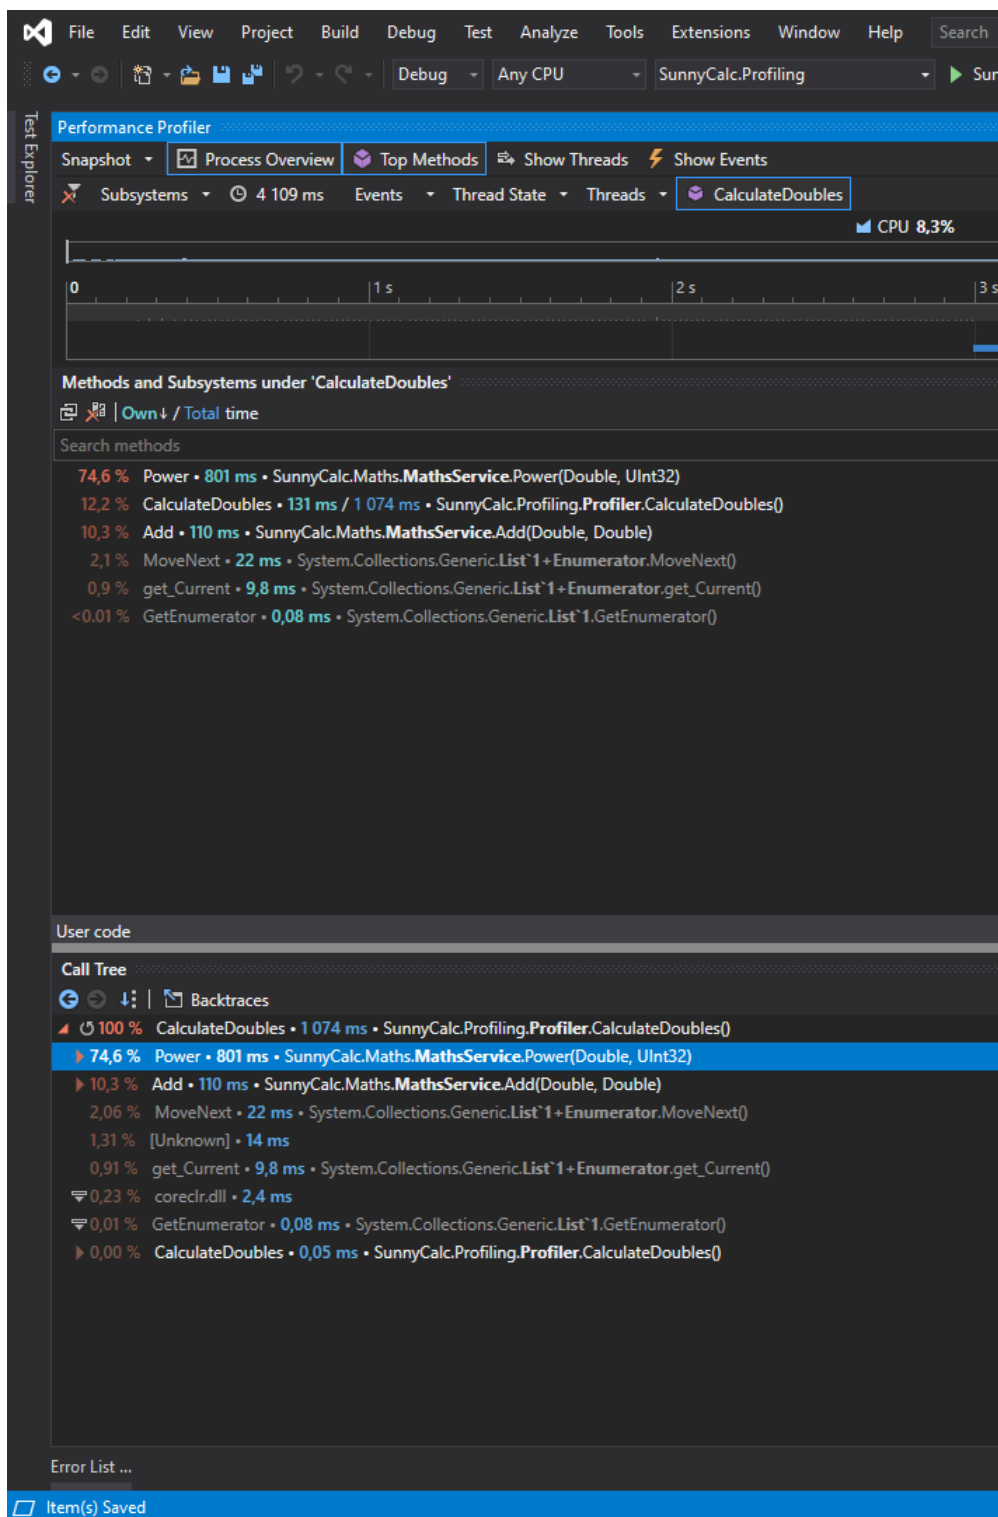 File Edit View Project Build Debug Test Analyze Tools Extensions Window Help Search
Debug Any CPU SunnyCalc.Profiling Sun
Test Explorer
Performance Profiler
Snapshot Process Overview Top Methods Show Threads Show Events
Subsystems 4 109 ms Events Thread State Threads CalculateDoubles
CPU 8,3%
0 1 s 2 s 3 s
Methods and Subsystems under 'CalculateDoubles'
Own↓ / Total time
Search methods
74,6 % Power • 801 ms • SunnyCalc.Maths.MathsService.Power(Double, UInt32)
12,2 % CalculateDoubles • 131 ms / 1 074 ms • SunnyCalc.Profiling.Profiler.CalculateDoubles()
10,3 % Add • 110 ms • SunnyCalc.Maths.MathsService.Add(Double, Double)
2,1 % MoveNext • 22 ms • System.Collections.Generic.List`1+Enumerator.MoveNext()
0,9 % get_Current • 9,8 ms • System.Collections.Generic.List`1+Enumerator.get_Current()
<0.01 % GetEnumerator • 0,08 ms • System.Collections.Generic.List`1.GetEnumerator()
User code
Call Tree
Backtraces
100 % CalculateDoubles • 1 074 ms • SunnyCalc.Profiling.Profiler.CalculateDoubles()
74,6 % Power • 801 ms • SunnyCalc.Maths.MathsService.Power(Double, UInt32)
10,3 % Add • 110 ms • SunnyCalc.Maths.MathsService.Add(Double, Double)
2,06 % MoveNext • 22 ms • System.Collections.Generic.List`1+Enumerator.MoveNext()
1,31 % [Unknown] • 14 ms
0,91 % get_Current • 9,8 ms • System.Collections.Generic.List`1+Enumerator.get_Current()
0,23 % coreclr.dll • 2,4 ms
0,01 % GetEnumerator • 0,08 ms • System.Collections.Generic.List`1.GetEnumerator()
0,00 % CalculateDoubles • 0,05 ms • SunnyCalc.Profiling.Profiler.CalculateDoubles()
Error List ...
Item(s) Saved